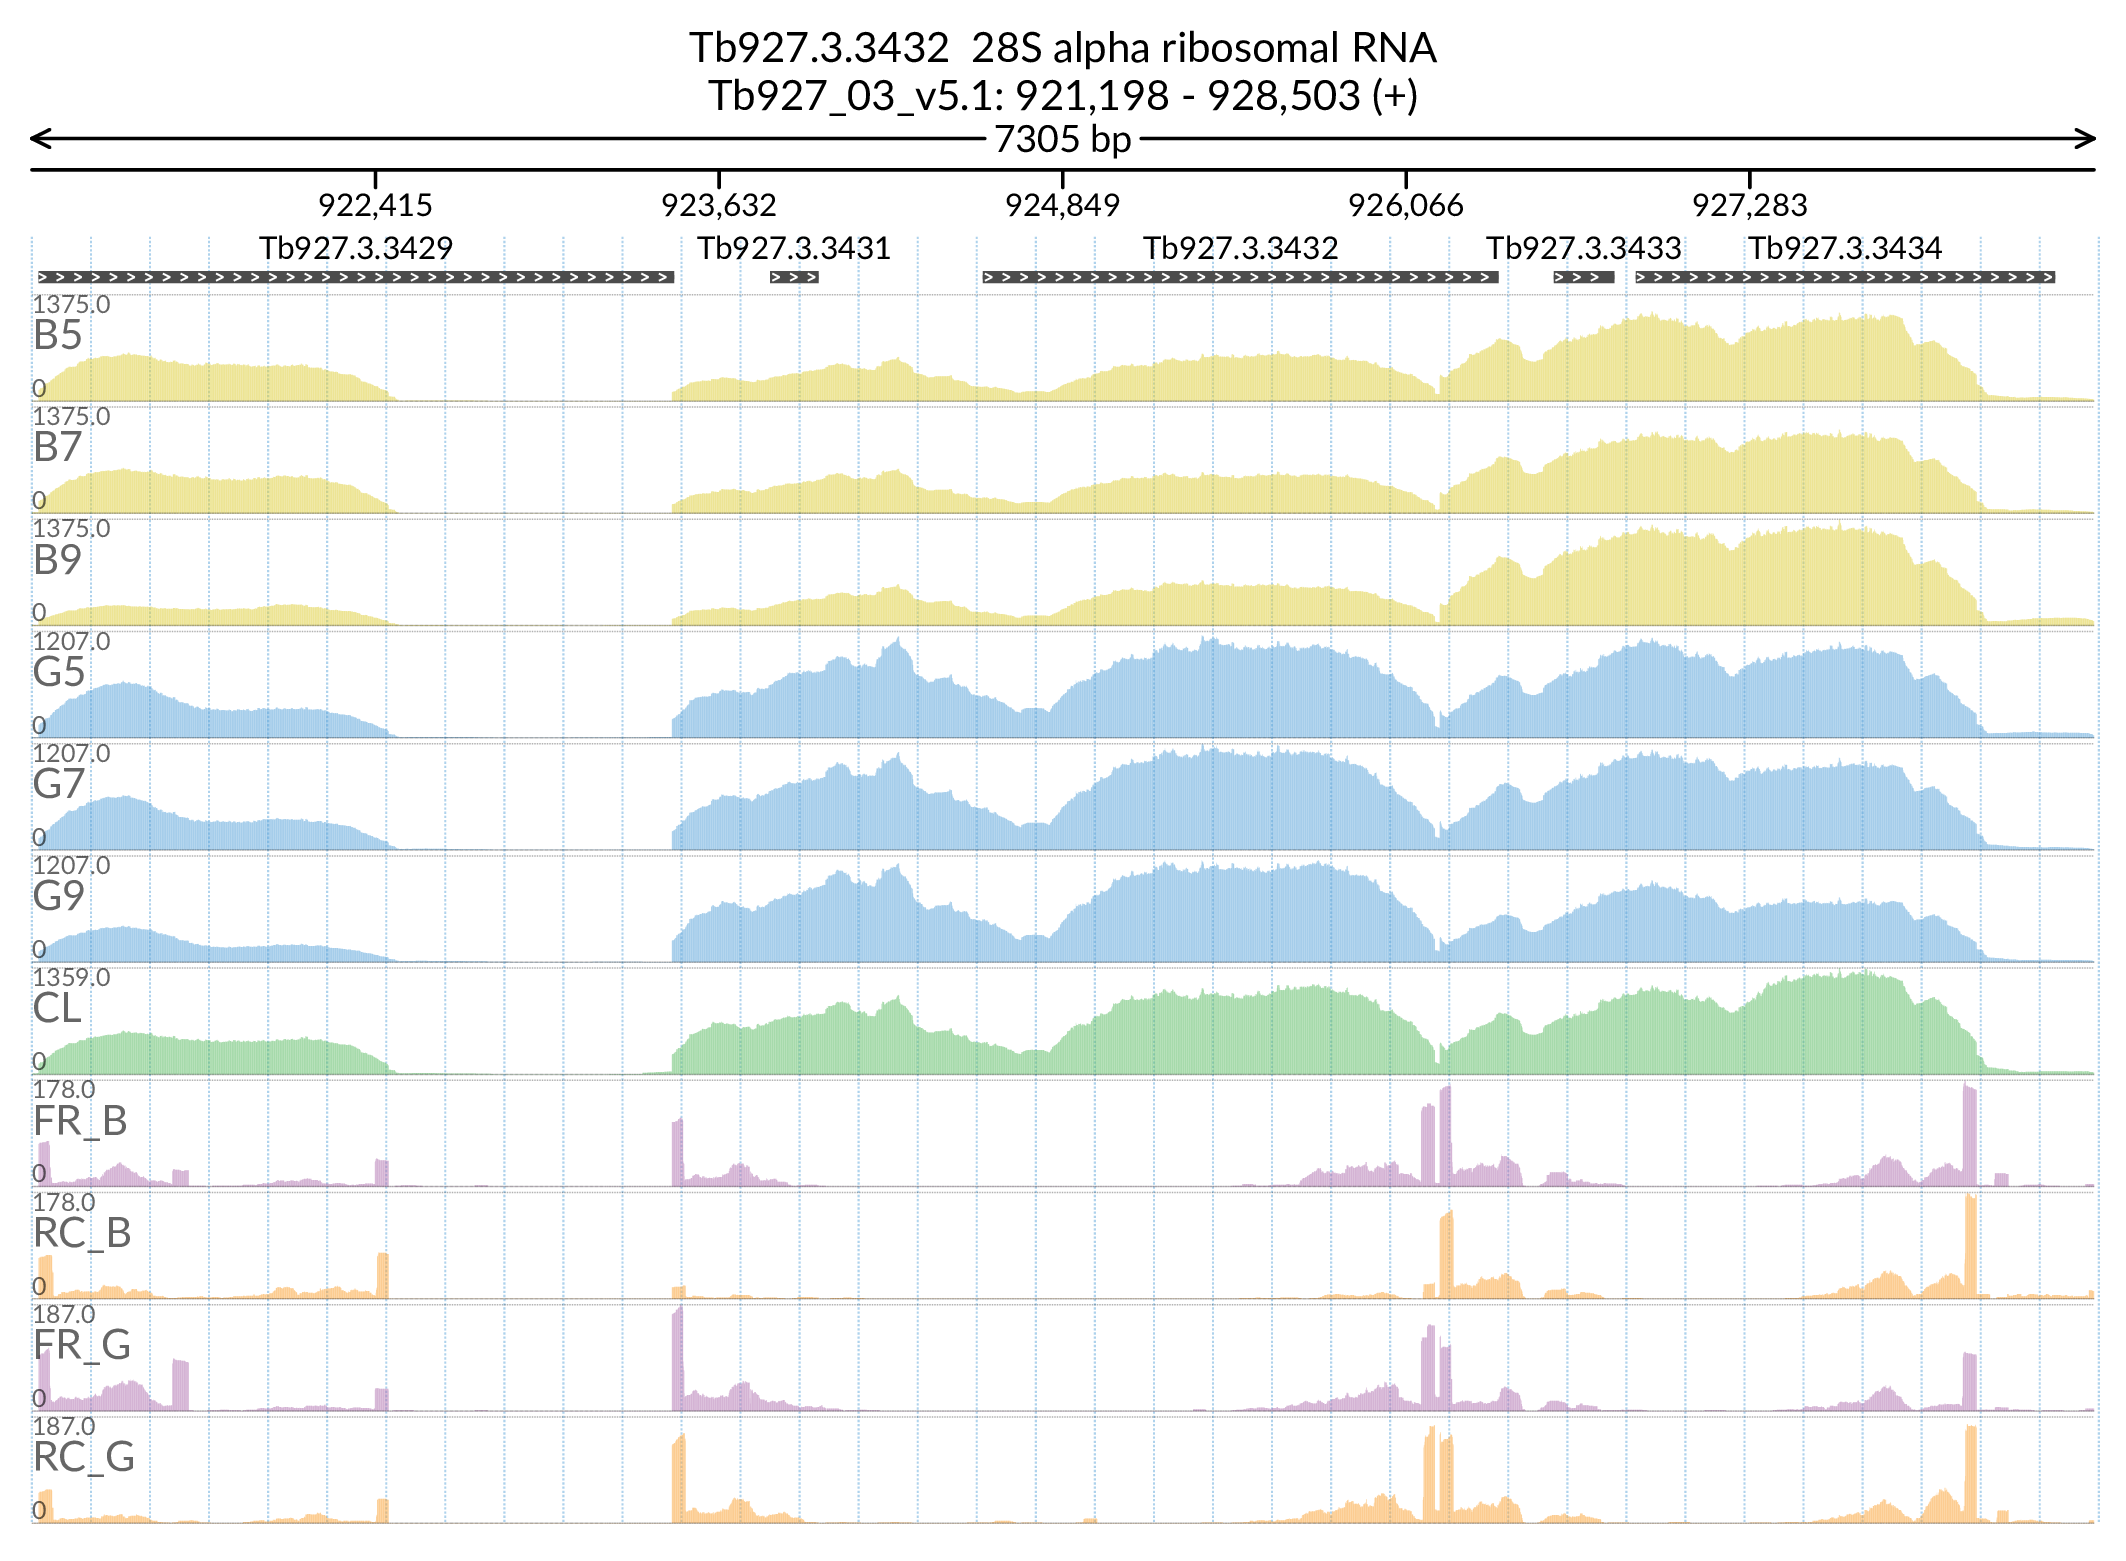 Tb927.3.3432  28S alpha ribosomal RNA
Tb927_03_v5.1: 921,198 - 928,503 (+)
7305 bp
922,415 923,632 924,849 926,066 927,283
Tb927.3.3429 Tb927.3.3431 Tb927.3.3432 Tb927.3.3433 Tb927.3.3434
1375.0
B5
0
1375.0
B7
0
1375.0
B9
0
1207.0
G5
0
1207.0
G7
0
1207.0
G9
0
1359.0
CL
0
178.0
FR_B
0
178.0
RC_B
0
187.0
FR_G
0
187.0
RC_G
0